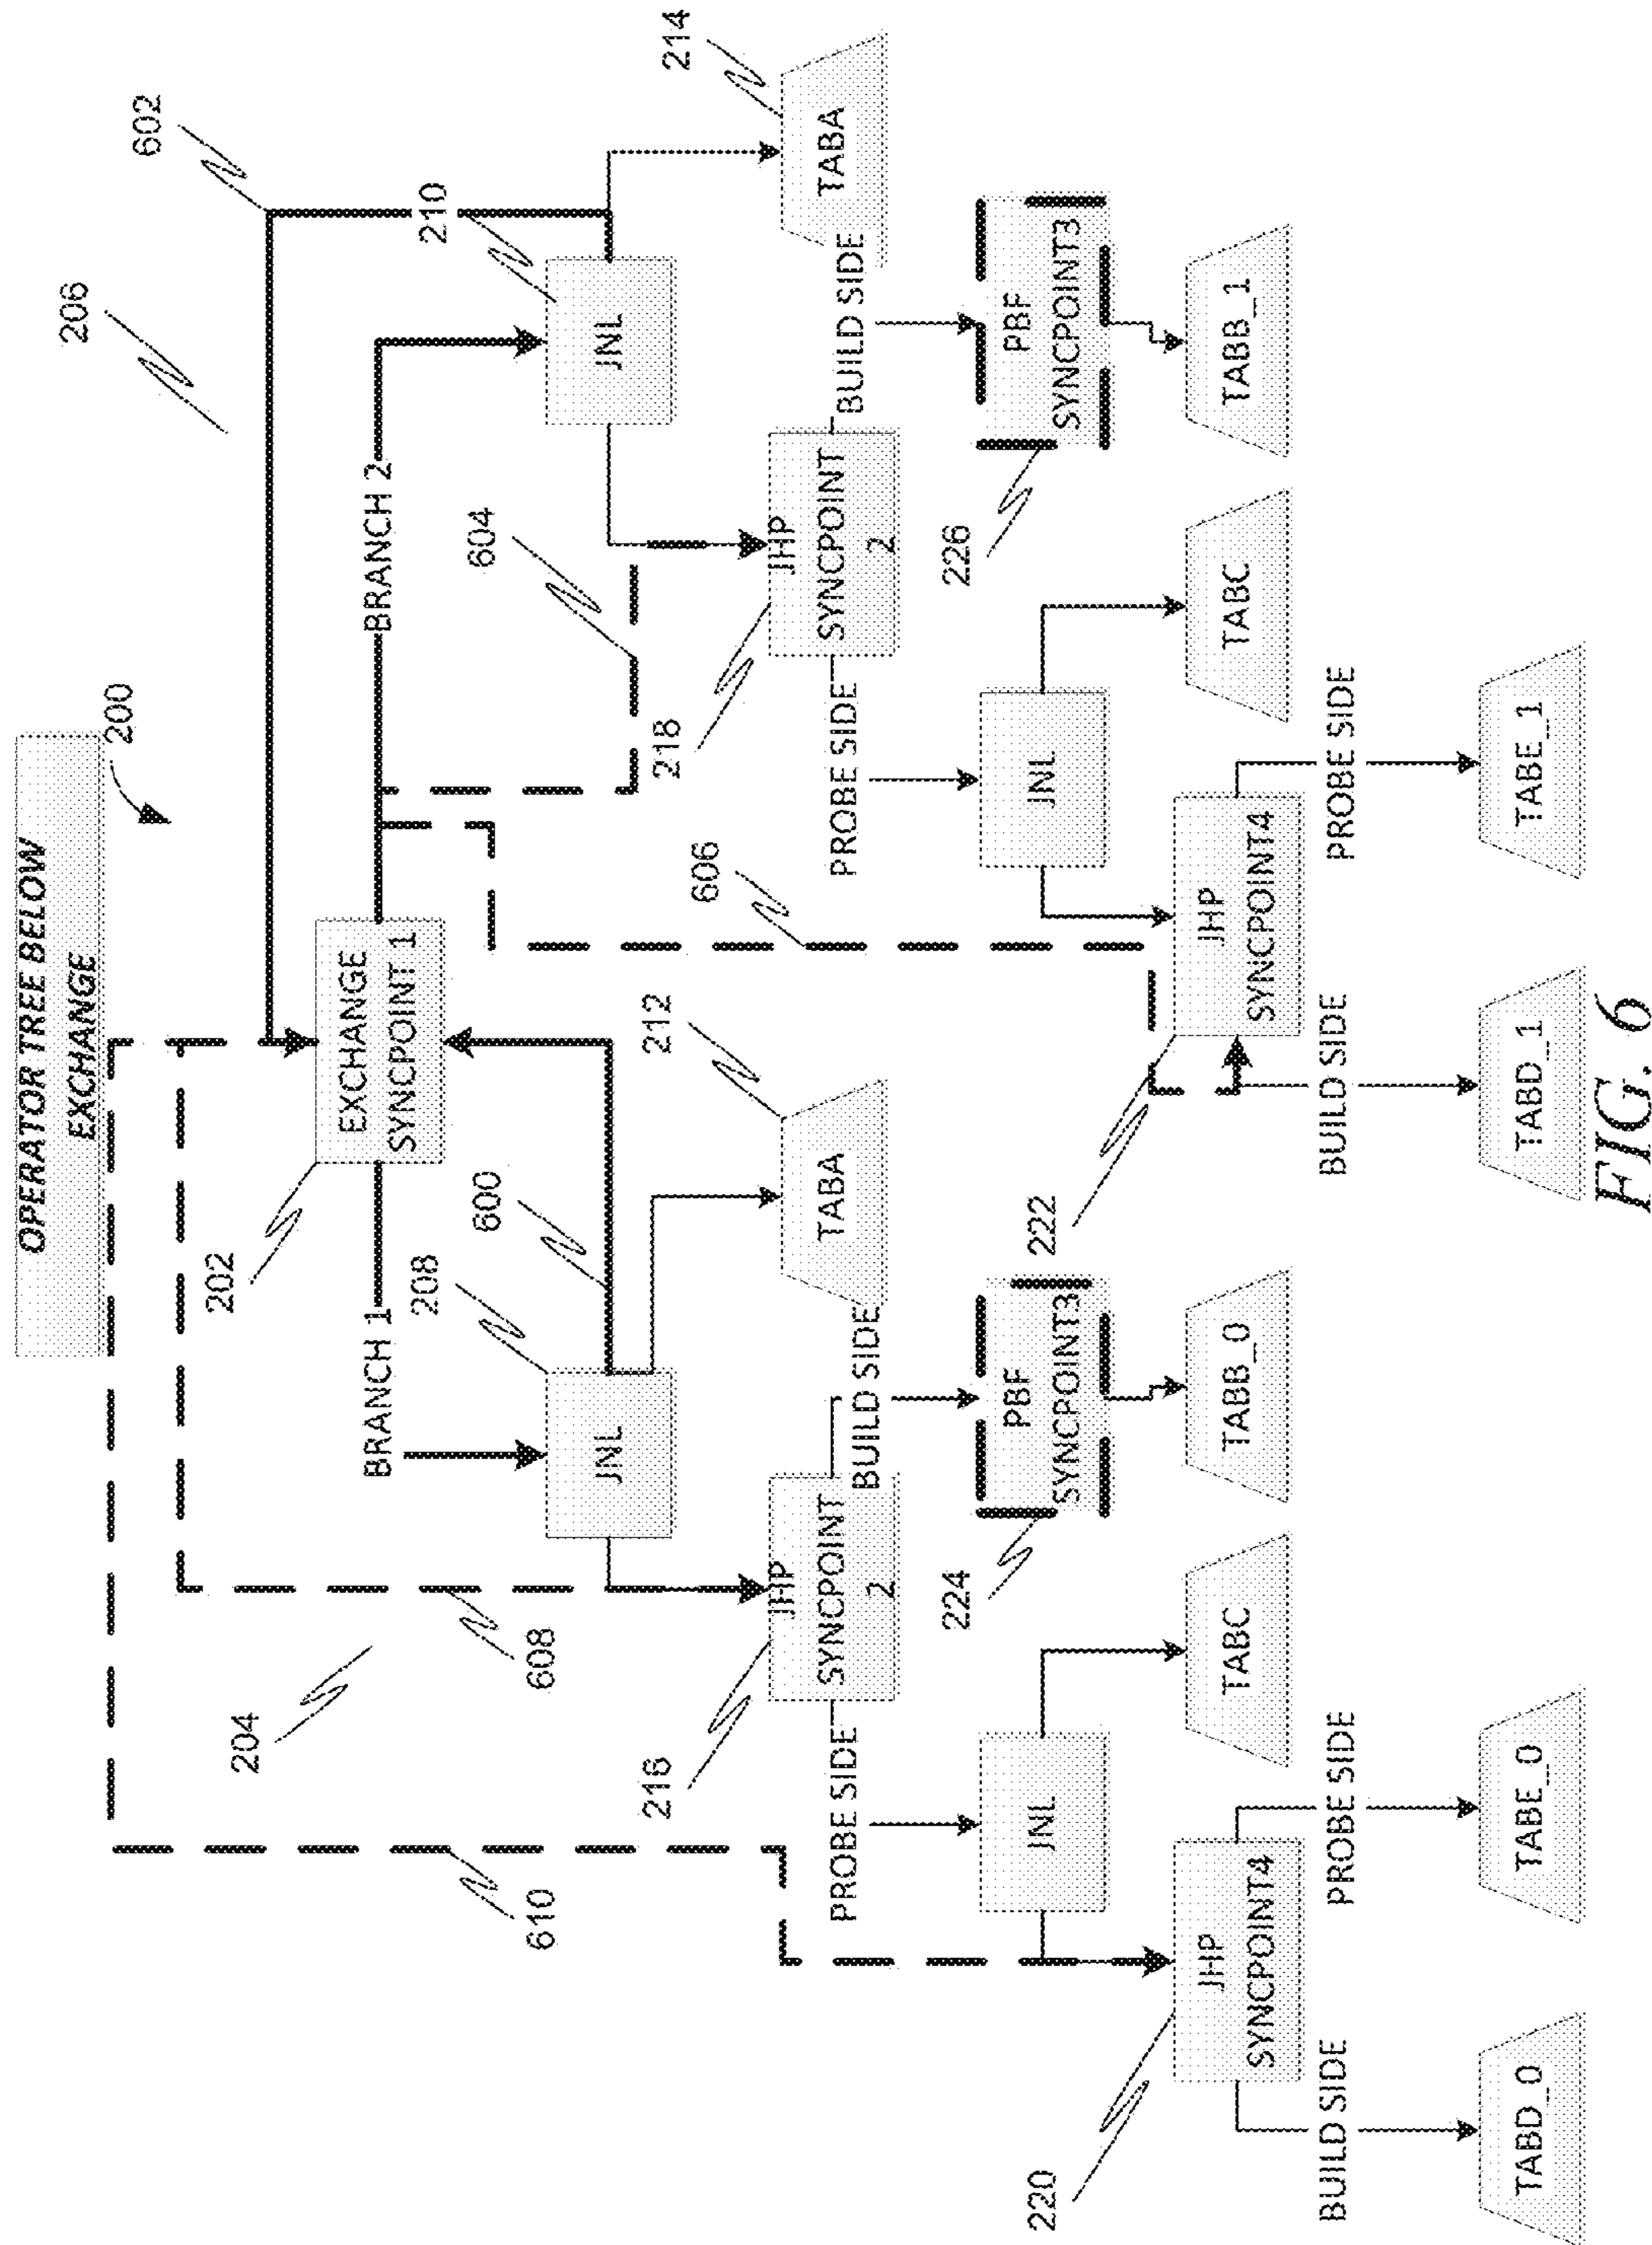 OPERATOR TREE BELOW
EXCHANGE
200
206
602
202
EXCHANGE
SYNCPOINT 1
BRANCH 1
BRANCH 2
204
608
208
600
604
210
214
JNL
JNL
610
216
212
606
218
JHP
SYNCPOINT
2
TABA
JHP
SYNCPOINT
2
TABA
PROBE SIDE
BUILD SIDE
PROBE SIDE
BUILD SIDE
224
226
JNL
PBF
SYNCPOINT3
JNL
PBF
SYNCPOINT3
220
222
JHP
SYNCPOINT4
TABC
TABB_0
JHP
SYNCPOINT4
TABC
TABB_1
BUILD SIDE
PROBE SIDE
BUILD SIDE
PROBE SIDE
TABD_0
TABE_0
TABD_1
TABE_1
FIG. 6